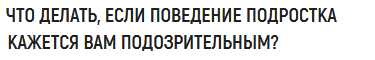 ЧТО ДЕЛАТЬ, ЕСЛИ ПОВЕДЕНИЕ ПОДРОСТКА
КАЖЕТСЯ ВАМ ПОДОЗРИТЕЛЬНЫМ?